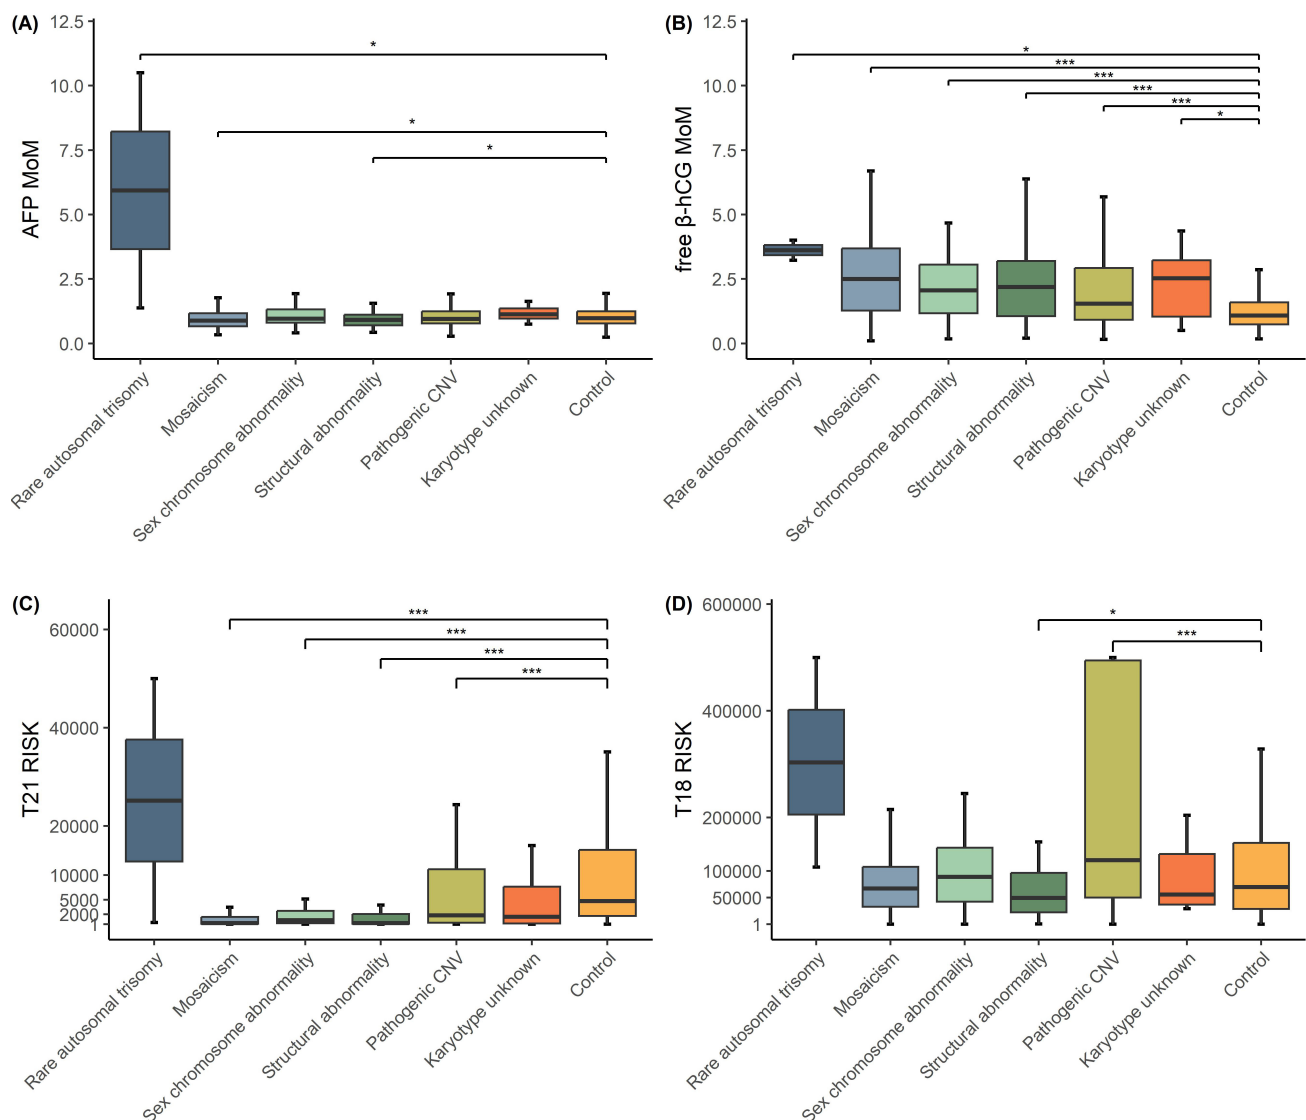 (A)
AFP MoM
12.5
10.0
7.5
5.0
2.5
0.0
*
*
*
Rare autosomal trisomy
Mosaicism
Sex chromosome abnormality
Structural abnormality
Pathogenic CNV
Karyotype unknown
Control
(B)
free β-hCG MoM
12.5
10.0
7.5
5.0
2.5
0.0
*
***
***
***
***
*
Rare autosomal trisomy
Mosaicism
Sex chromosome abnormality
Structural abnormality
Pathogenic CNV
Karyotype unknown
Control
(C)
T21 RISK
60000
40000
20000
10000
5000
2000
1
***
***
***
***
Rare autosomal trisomy
Mosaicism
Sex chromosome abnormality
Structural abnormality
Pathogenic CNV
Karyotype unknown
Control
(D)
T18 RISK
600000
400000
200000
100000
50000
1
*
***
Rare autosomal trisomy
Mosaicism
Sex chromosome abnormality
Structural abnormality
Pathogenic CNV
Karyotype unknown
Control